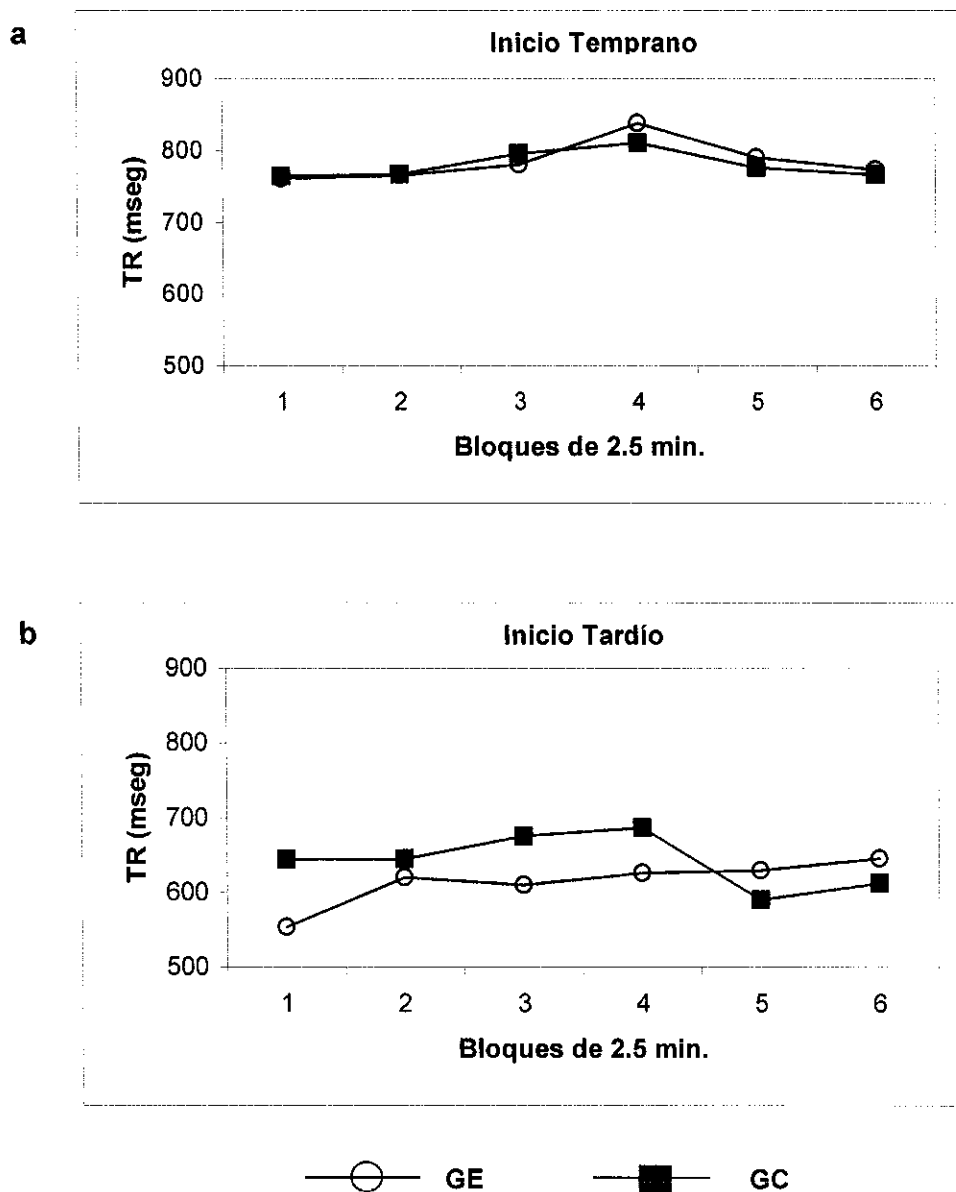 a
Inicio Temprano
900
800
700
600
500
TR (mseg)
1 2 3 4 5 6
Bloques de 2.5 min.
b
Inicio Tardío
900
800
700
600
500
TR (mseg)
1 2 3 4 5 6
Bloques de 2.5 min.
GE GC